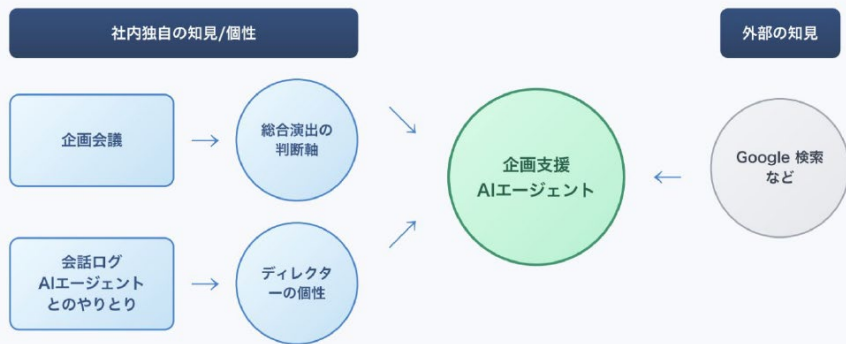 社内独自の知見/個性
外部の知見
企画会議
総合演出の
判断軸
企画支援
AIエージェント
Google 検索
など
会話ログ
AIエージェント
とのやりとり
ディレクタ
ーの個性